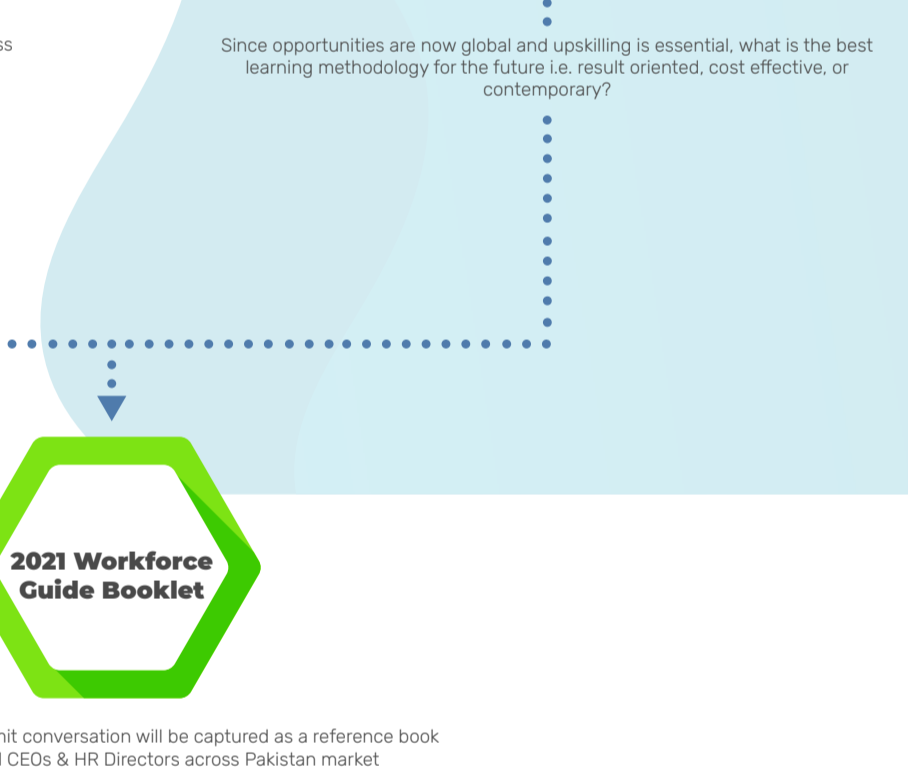 Since opportunities are now global and upskilling is essential, what is the best
learning methodology for the future i.e. result oriented, cost effective, or
contemporary?
2021 Workforce
Guide Booklet
conversation will be captured as a reference book
CEOs & HR Directors across Pakistan market